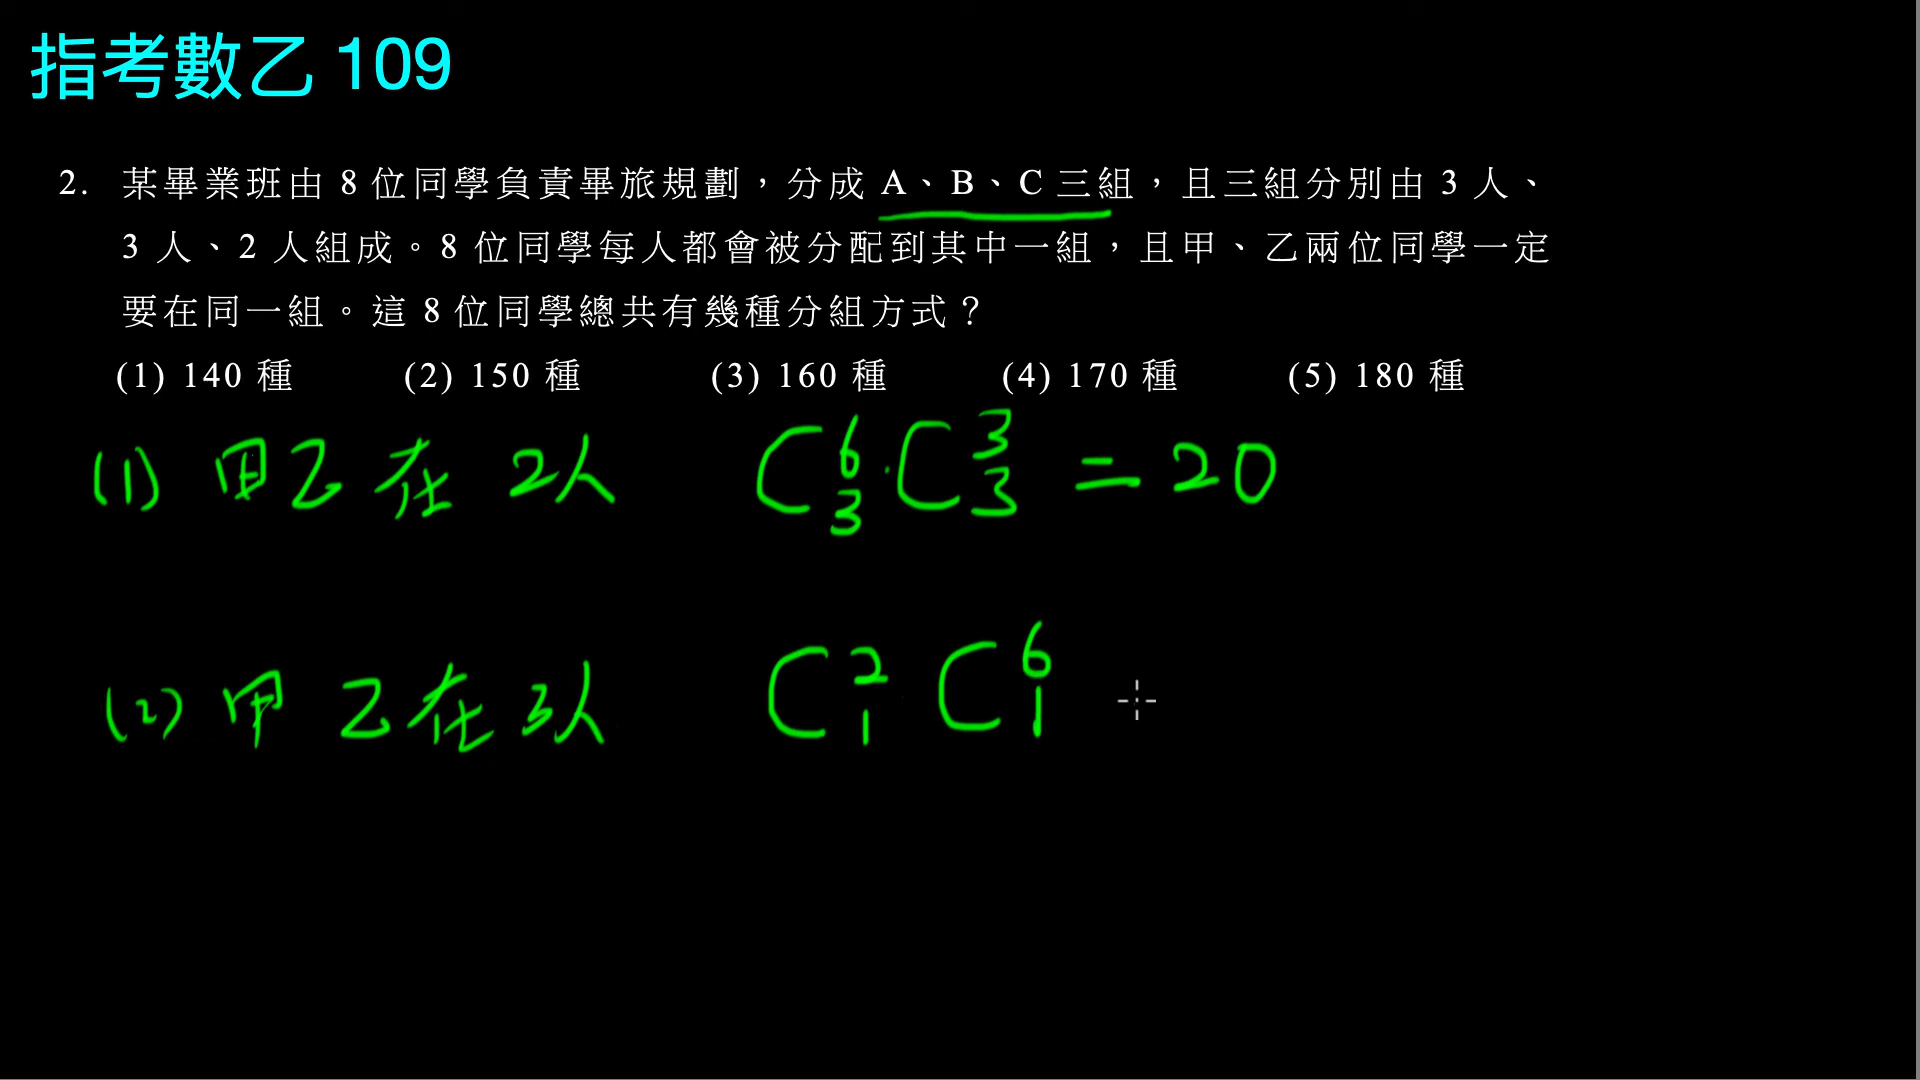 指考數乙 109
2. 某畢業班由 8 位同學負責畢旅規劃，分成 A、B、C 三組，且三組分別由 3 人、
3 人、2 人組成。8 位同學每人都會被分配到其中一組，且甲、乙兩位同學一定
要在同一組。這 8 位同學總共有幾種分組方式？
(1) 140 種 (2) 150 種 (3) 160 種 (4) 170 種 (5) 180 種
(1) 甲乙在 2人 C⁶₃·C³₃ = 20
(2) 甲乙在 3人 C²₁ C⁶₁